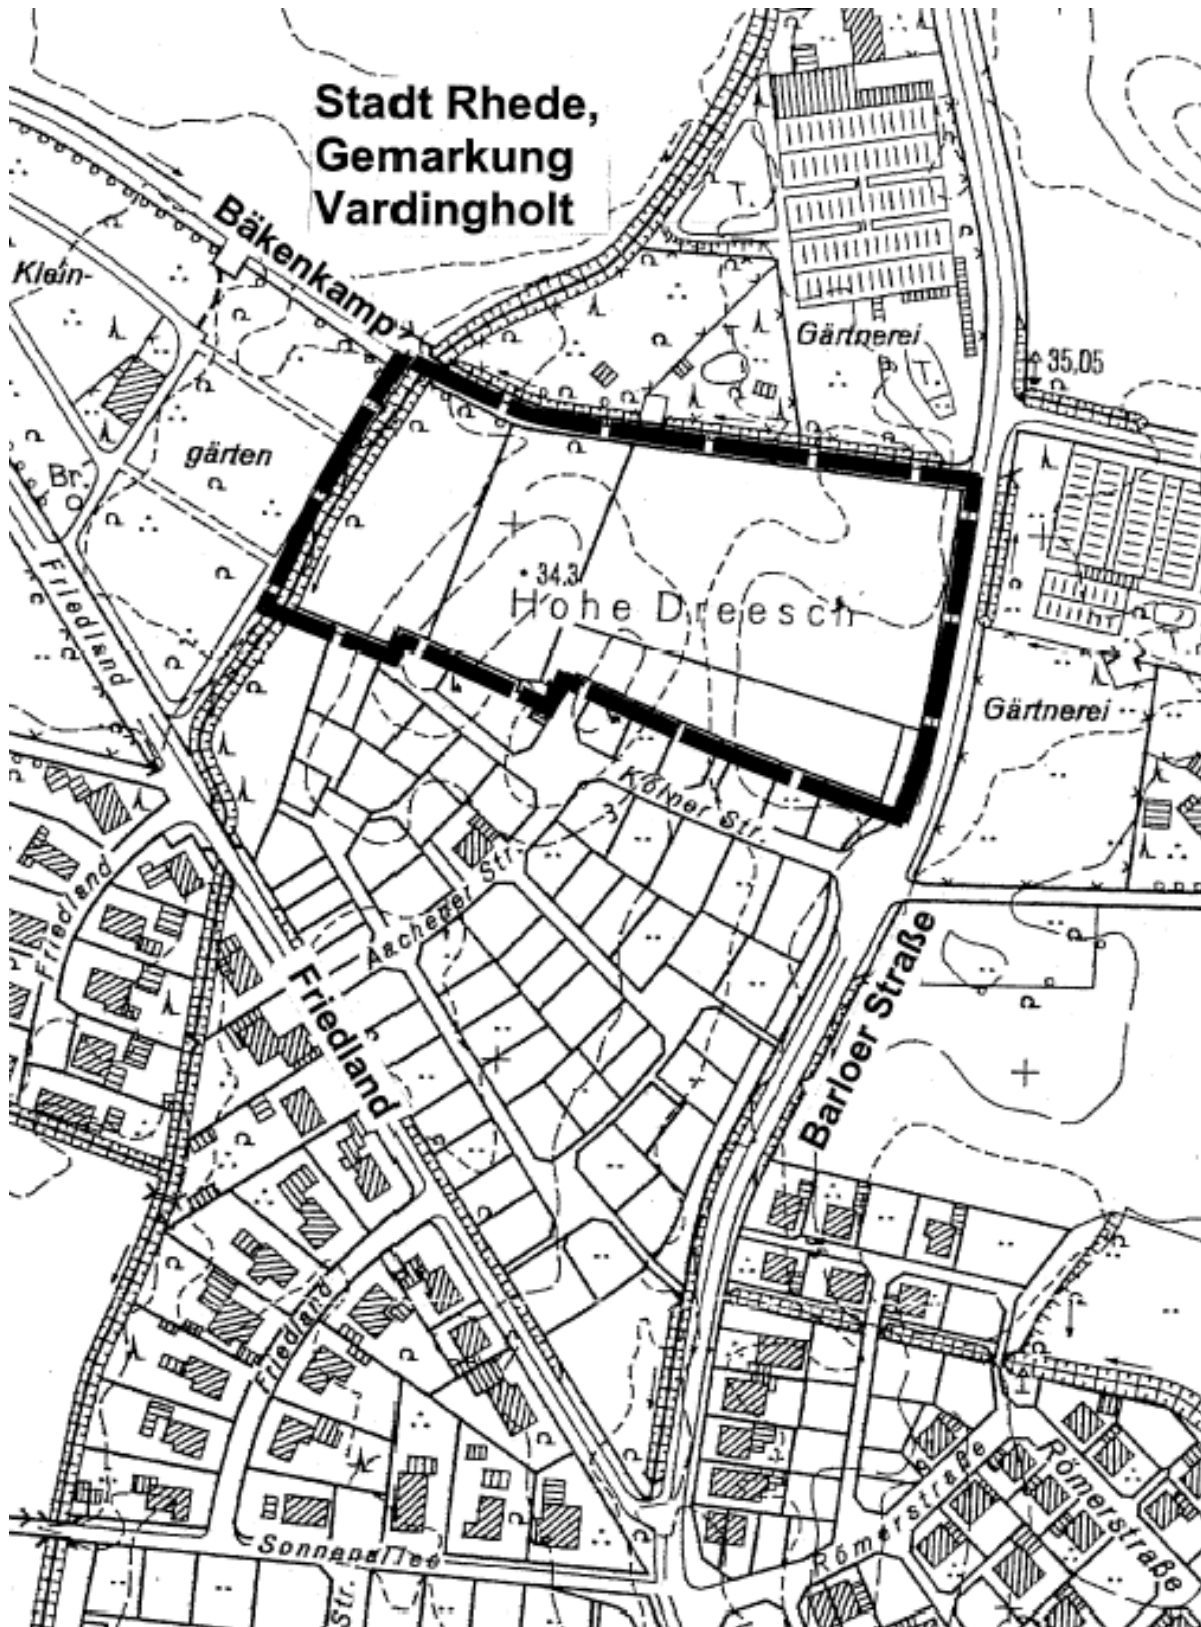 Stadt Rhede,
Gemarkung
Vardingholt
Bäkenkamp
Klein-
gärten
Gärtnerei
35,05
Br.
Friedland
34.3
Hohe Dreesch
Gärtnerei
Kölner Str.
Friedland
Aachener Str.
Friedland
Barloer Straße
Friedland
Römerstraße
Römerstraße
Sonnenallee
Str.